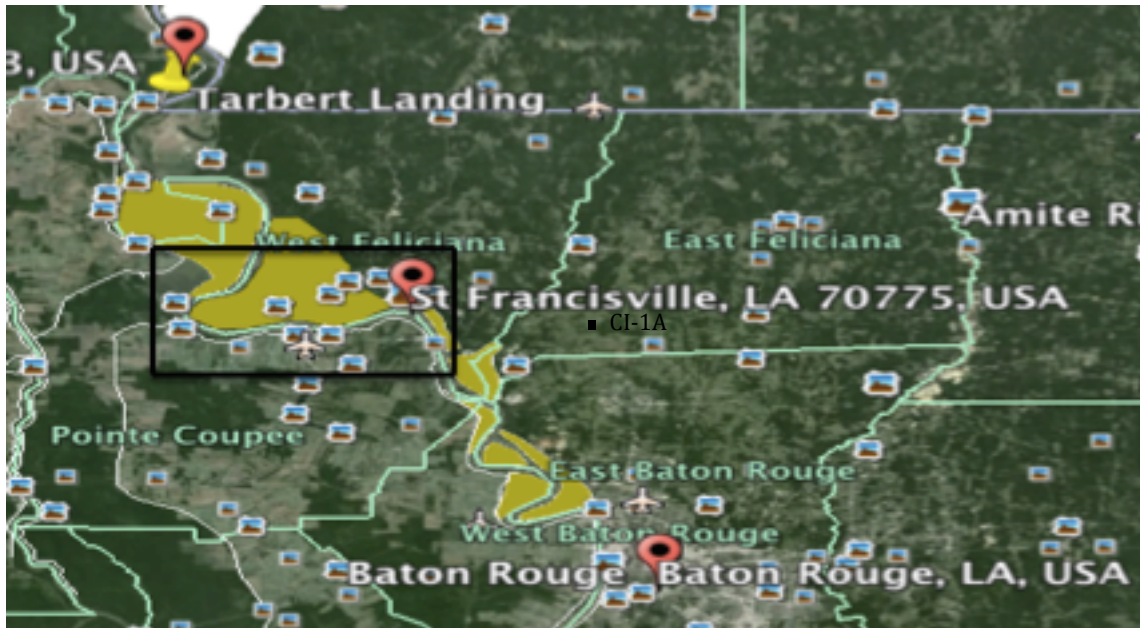 3, USA
Tarbert Landing
Amite R
West Feliciana
East Feliciana
St Francisville, LA 70775, USA
CI-1A
Pointe Coupee
East Baton Rouge
West Baton Rouge
Baton Rouge
Baton Rouge, LA, USA